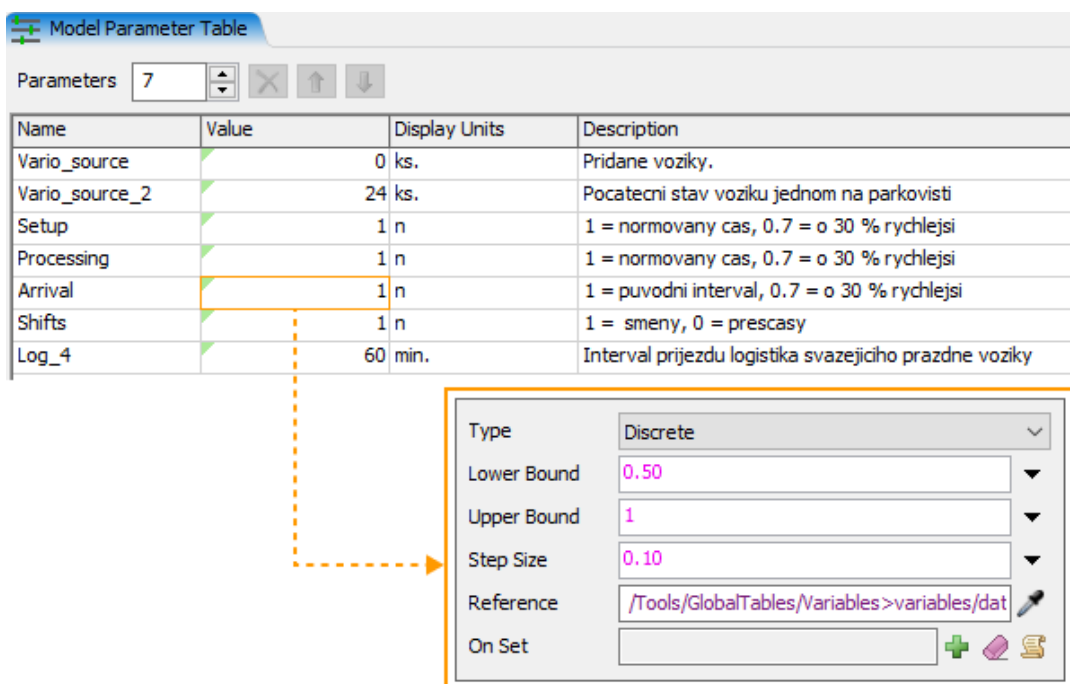 Model Parameter Table
Parameters 7
Name Value Display Units Description
Vario_source 0 ks. Pridane voziky.
Vario_source_2 24 ks. Pocatecni stav voziku jednom na parkovisti
Setup 1 n 1 = normovany cas, 0.7 = o 30 % rychlejsi
Processing 1 n 1 = normovany cas, 0.7 = o 30 % rychlejsi
Arrival 1 n 1 = puvodni interval, 0.7 = o 30 % rychlejsi
Shifts 1 n 1 = smeny, 0 = prescasy
Log_4 60 min. Interval prijezdu logistika svazejiciho prazdne voziky
Type Discrete
Lower Bound 0.50
Upper Bound 1
Step Size 0.10
Reference /Tools/GlobalTables/Variables>variables/dat
On Set